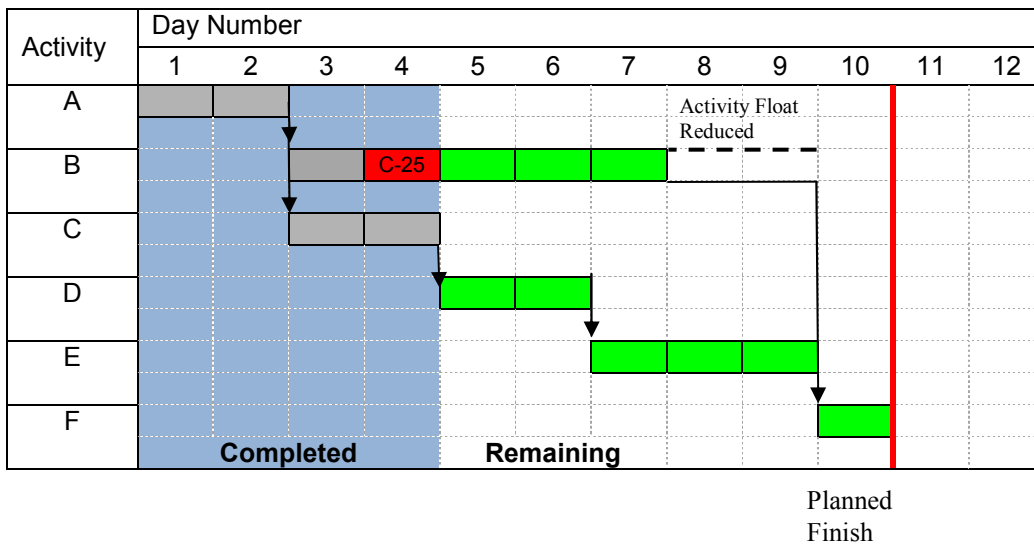 Activity
Day Number
1 2 3 4 5 6 7 8 9 10 11 12
A
Activity Float
Reduced
B
C-25
C
D
E
F
Completed
Remaining
Planned
Finish